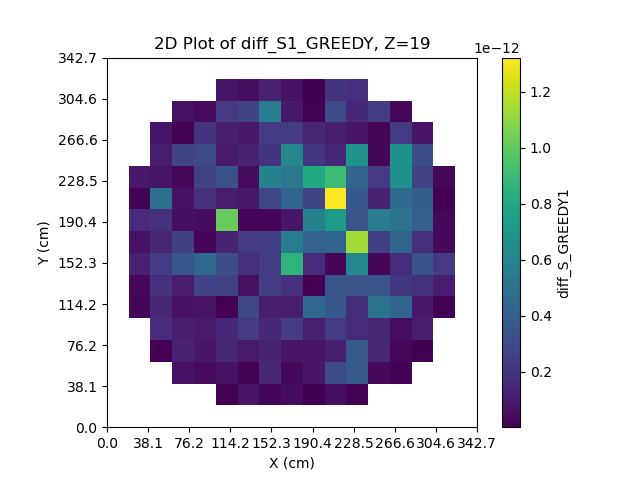 2D Plot of diff_S1_GREEDY, Z=19
1e−12
342.7
304.6
266.6
228.5
190.4
152.3
114.2
76.2
38.1
0.0
Y (cm)
0.0 38.1 76.2 114.2 152.3 190.4 228.5 266.6 304.6 342.7
X (cm)
1.2
1.0
0.8
0.6
0.4
0.2
diff_S_GREEDY1